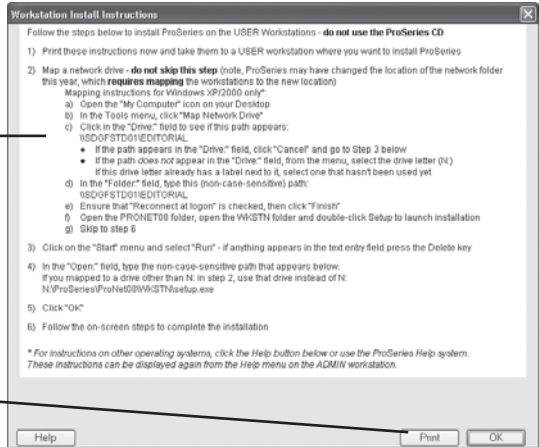 Workstation Install Instructions
Follow the steps below to install ProSeries on the USER Workstations - do not use the ProSeries CD
1) Print these instructions now and take them to a USER workstation where you want to install ProSeries
2) Map a network drive - do not skip this step (note, ProSeries may have changed the location of the network folder
this year, which requires mapping the workstations to the new location)
Mapping instructions for Windows XP/2000 only*:
a) Open the "My Computer" icon on your Desktop
b) In the Tools menu, click "Map Network Drive"
c) Click in the "Drive:" field to see if this path appears:
\\SDGFSTD01\EDITORIAL
• If the path appears in the "Drive:" field, click "Cancel" and go to Step 3 below
• If the path does not appear in the "Drive:" field, from the menu, select the drive letter (N:)
If this drive letter already has a label next to it, select one that hasn't been used yet
d) In the "Folder:" field, type this (non-case-sensitive) path:
\\SDGFSTD01\EDITORIAL
e) Ensure that "Reconnect at logon" is checked, then click "Finish"
f) Open the PRONET08 folder, open the WKSTN folder and double-click Setup to launch installation
g) Skip to step 6
3) Click on the "Start" menu and select "Run" - if anything appears in the text entry field press the Delete key
4) In the "Open:" field, type the non-case-sensitive path that appears below.
If you mapped to a drive other than N: in step 2, use that drive instead of N:
N:\ProSeries\ProNet08\WKSTN\setup.exe
5) Click "OK"
6) Follow the on-screen steps to complete the installation
* For instructions on other operating systems, click the Help button below or use the ProSeries Help system.
These instructions can be displayed again from the Help menu on the ADMIN workstation.
Help Print OK